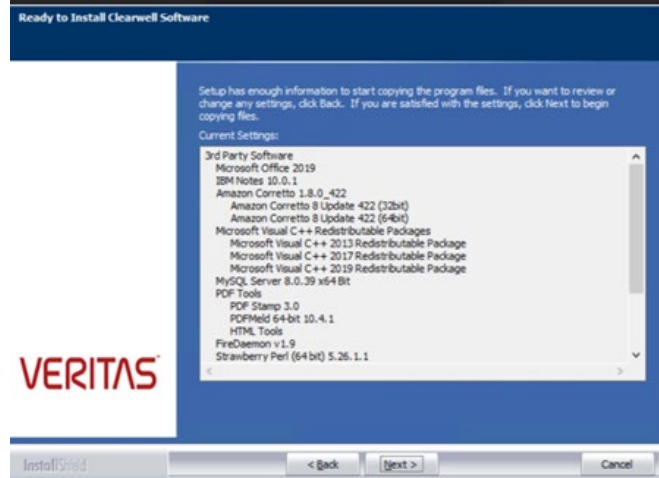 Ready to Install Clearwell Software
Setup has enough information to start copying the program files. If you want to review or
change any settings, click Back. If you are satisfied with the settings, click Next to begin
copying files.
Current Settings:
3rd Party Software
Microsoft Office 2019
IBM Notes 10.0.1
Amazon Corretto 1.8.0_422
Amazon Corretto 8 Update 422 (32bit)
Amazon Corretto 8 Update 422 (64bit)
Microsoft Visual C++ Redistributable Packages
Microsoft Visual C++ 2013 Redistributable Package
Microsoft Visual C++ 2017 Redistributable Package
Microsoft Visual C++ 2019 Redistributable Package
MySQL Server 8.0.39 x64 Bit
PDF Tools
PDF Stamp 3.0
PDFMeld 64-bit 10.4.1
HTML Tools
FireDaemon v1.9
Strawberry Perl (64 bit) 5.26.1.1
VERITAS
InstallShield
< Back
Next >
Cancel